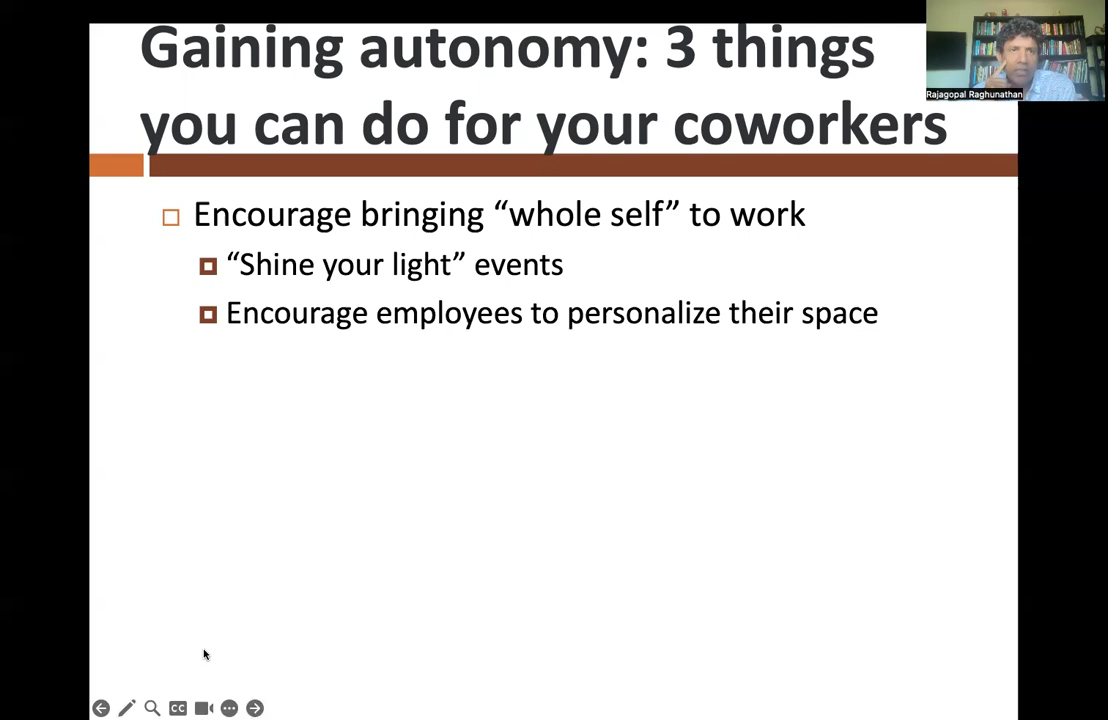 Gaining autonomy: 3 things
you can do for your coworkers
Rajagopal Raghunathan
Encourage bringing “whole self” to work
“Shine your light” events
Encourage employees to personalize their space
CC